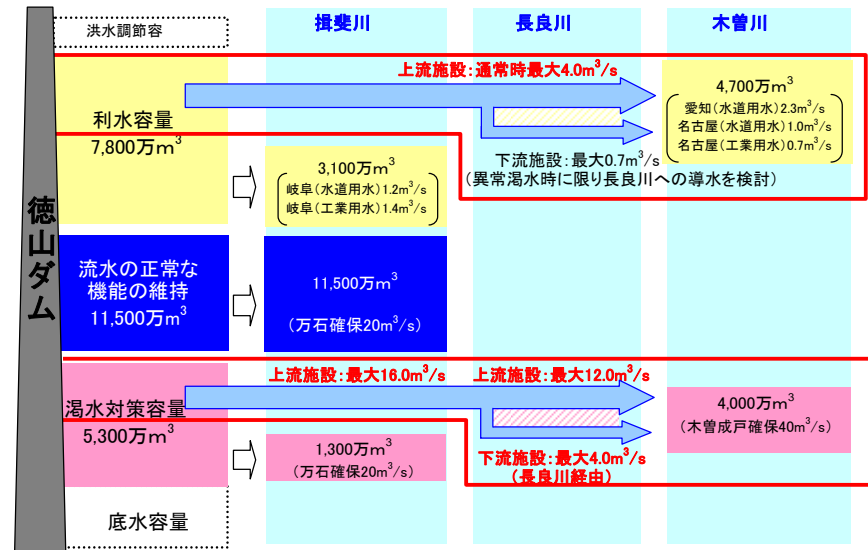 洪水調節容
揖斐川
長良川
木曽川
上流施設：通常時最大4.0m³/s
利水容量
7,800万m³
4,700万m³
愛知（水道用水）2.3m³/s
名古屋（水道用水）1.0m³/s
名古屋（工業用水）0.7m³/s
下流施設：最大0.7m³/s
（異常渇水時に限り長良川への導水を検討）
3,100万m³
岐阜（水道用水）1.2m³/s
岐阜（工業用水）1.4m³/s
徳山ダム
流水の正常な
機能の維持
11,500万m³
11,500万m³
（万石確保20m³/s）
上流施設：最大16.0m³/s
上流施設：最大12.0m³/s
渇水対策容量
5,300万m³
4,000万m³
（木曽成戸確保40m³/s）
1,300万m³
（万石確保20m³/s）
下流施設：最大4.0m³/s
（長良川経由）
底水容量